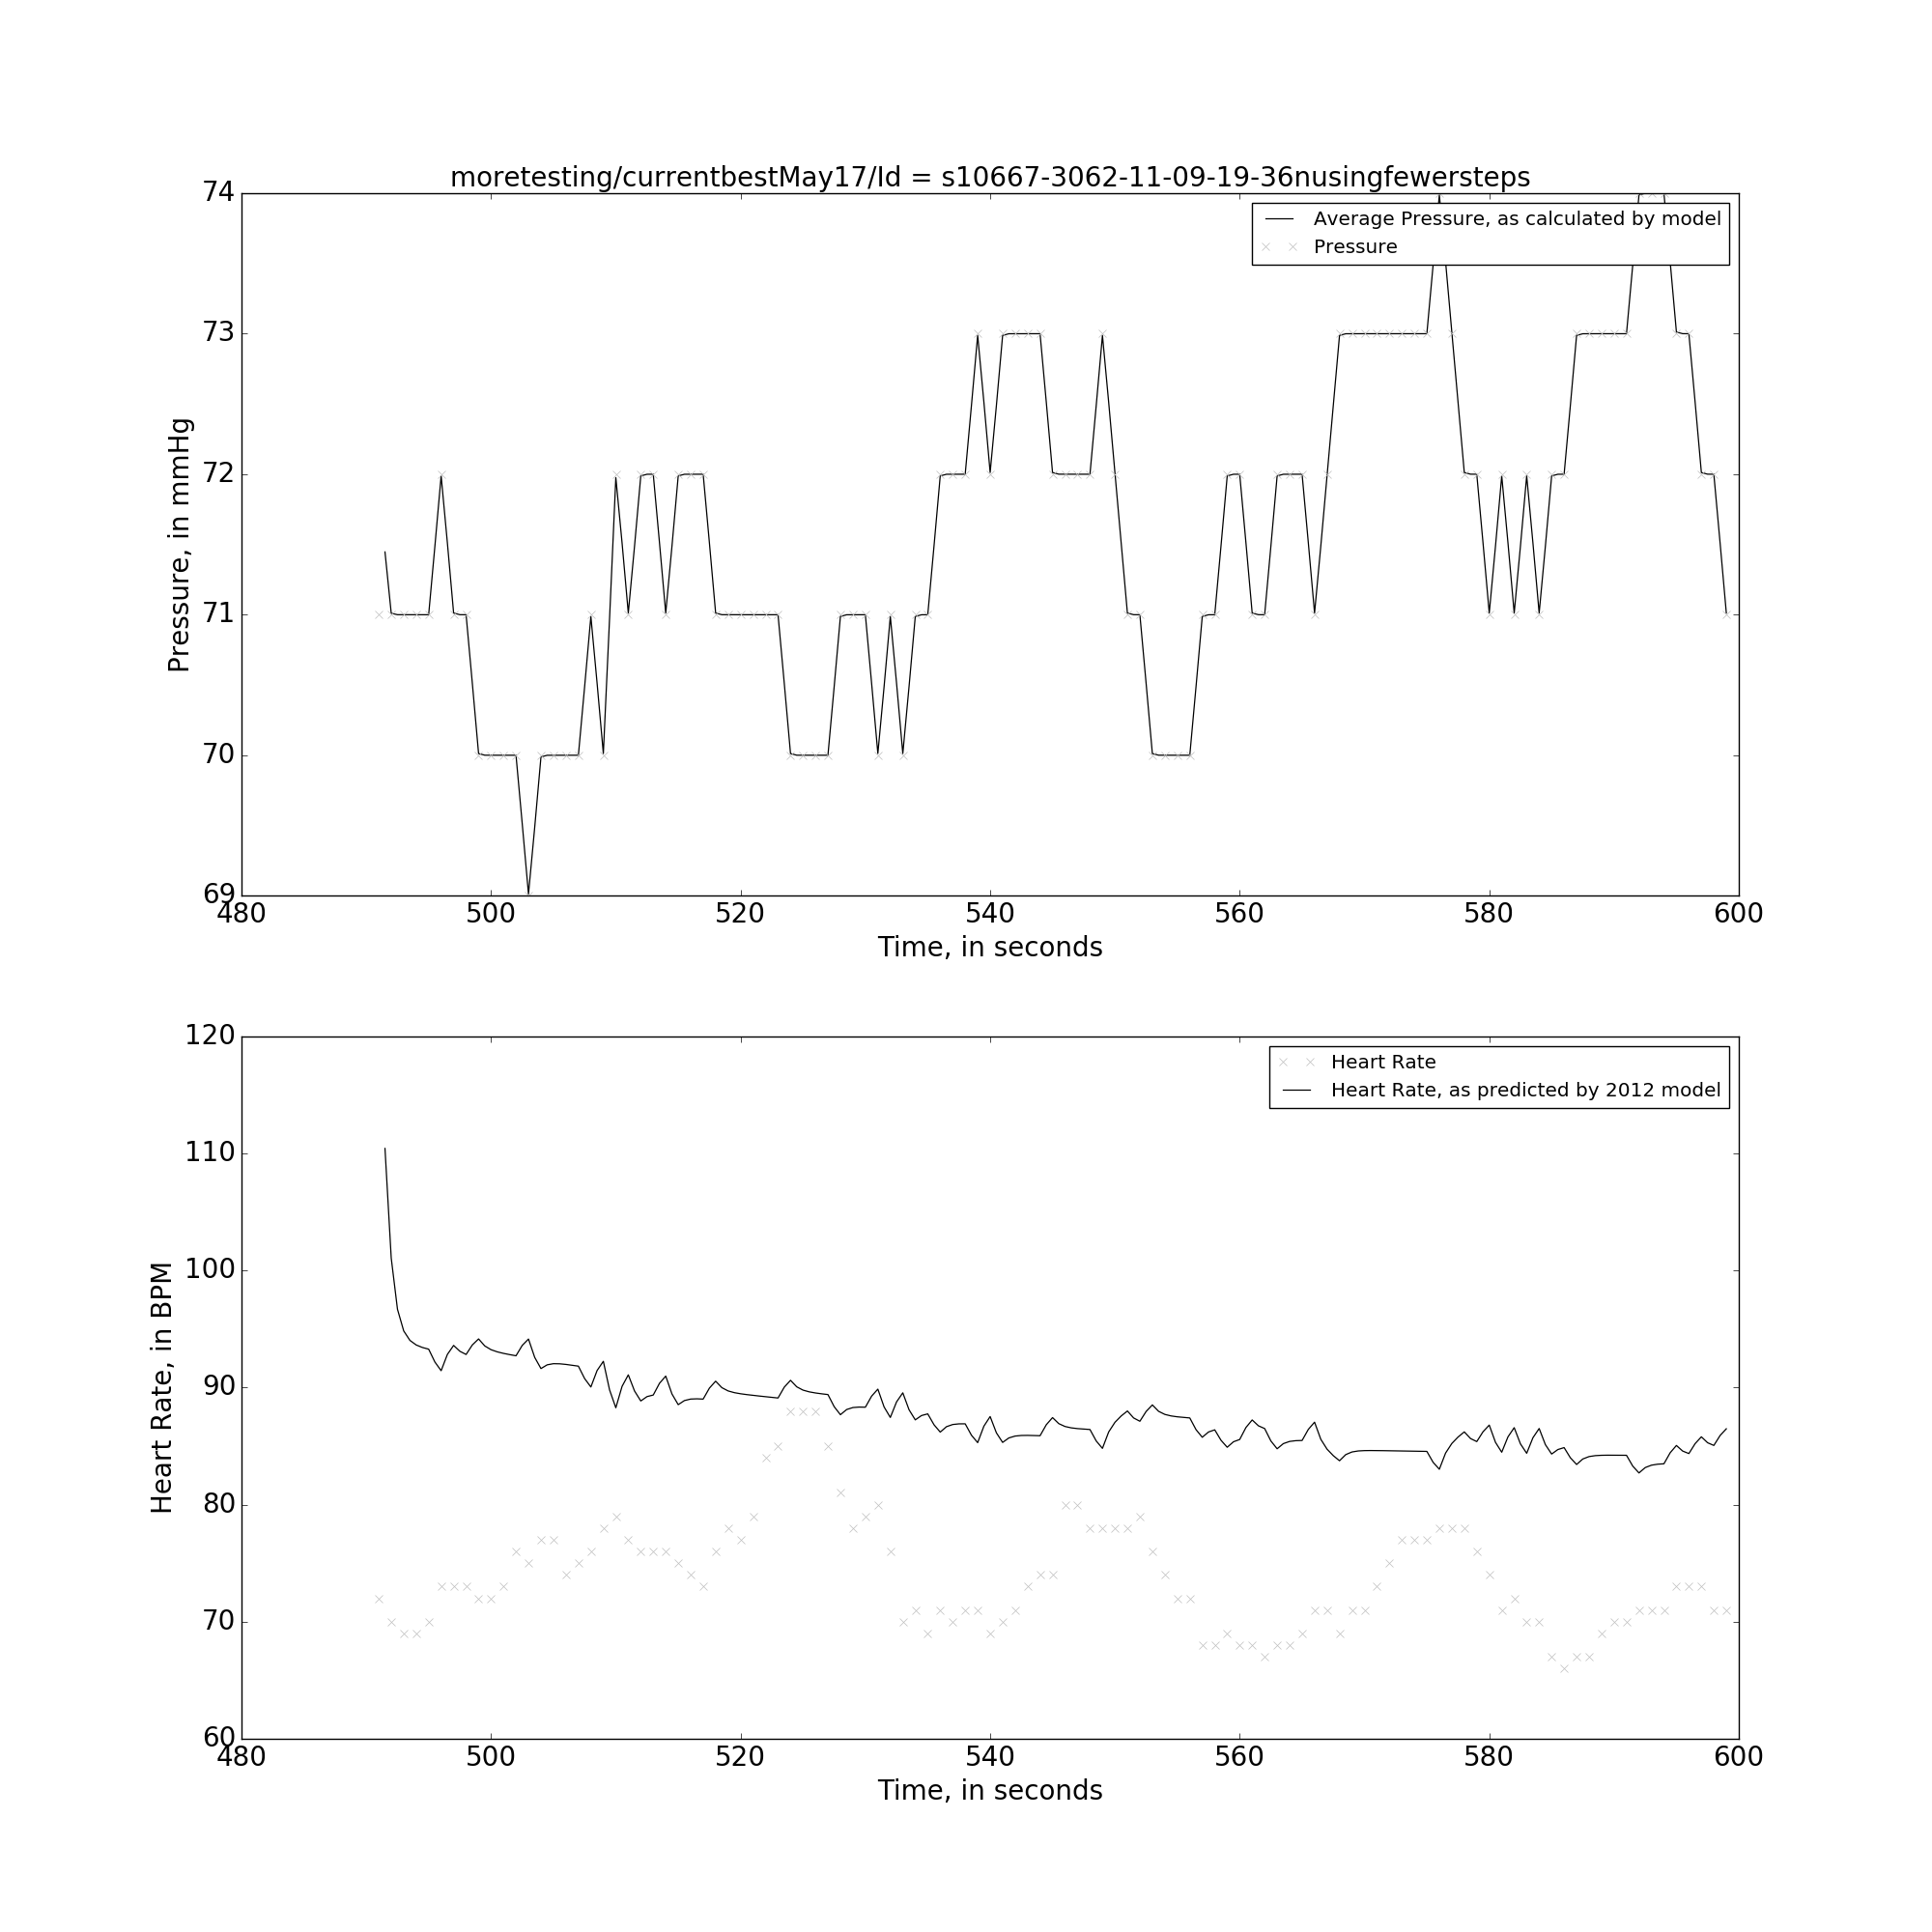 moretesting/currentbestMay17/Id = s10667-3062-11-09-19-36nusingfewersteps
74
73
72
71
70
69
Pressure, in mmHg
Average Pressure, as calculated by model
Pressure
480 500 520 540 560 580 600
Time, in seconds
120
110
100
90
80
70
60
Heart Rate, in BPM
Heart Rate
Heart Rate, as predicted by 2012 model
480 500 520 540 560 580 600
Time, in seconds